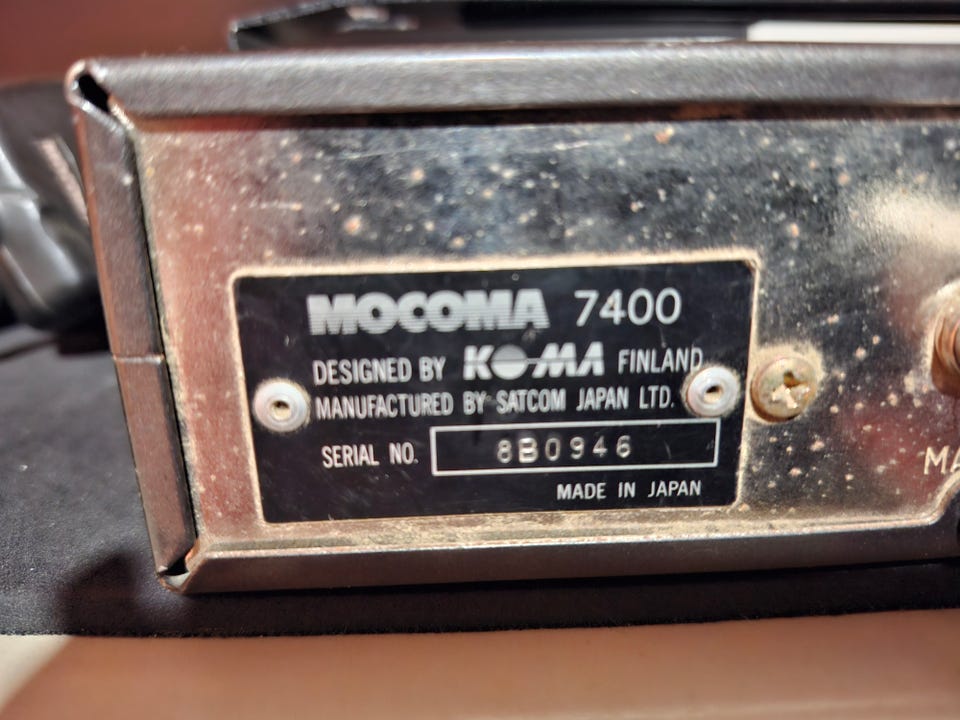 MOCOMA 7400
DESIGNED BY KOMA FINLAND
MANUFACTURED BY SATCOM JAPAN LTD.
SERIAL NO. 8B0946
MADE IN JAPAN